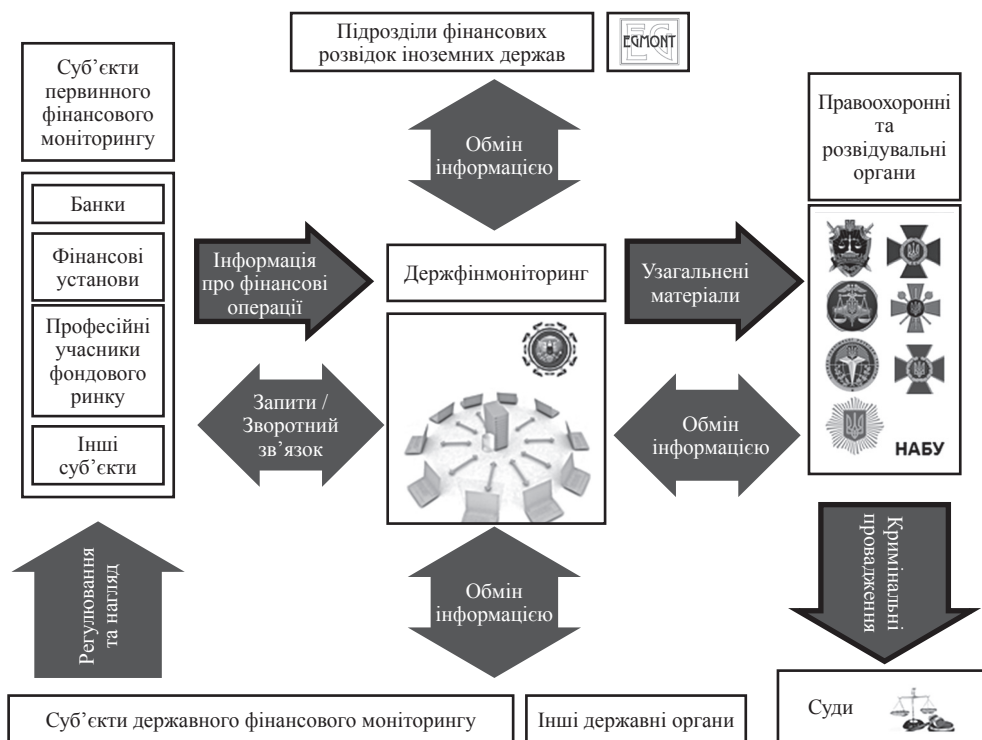 Підрозділи фінансових
розвідок іноземних держав
EGMONT
Суб’єкти
первинного
фінансового
моніторингу
Правоохоронні
та
розвідувальні
органи
Обмін
інформацією
Банки
Фінансові
установи
Професійні
учасники
фондового
ринку
Інші
суб’єкти
Інформація
про фінансові
операції
Держфінмоніторинг
Узагальнені
матеріали
Запити /
Зворотний
зв’язок
Обмін
інформацією
НАБУ
Регулювання
та нагляд
Обмін
інформацією
Кримінальні
провадження
Суб’єкти державного фінансового моніторингу
Інші державні органи
Суди